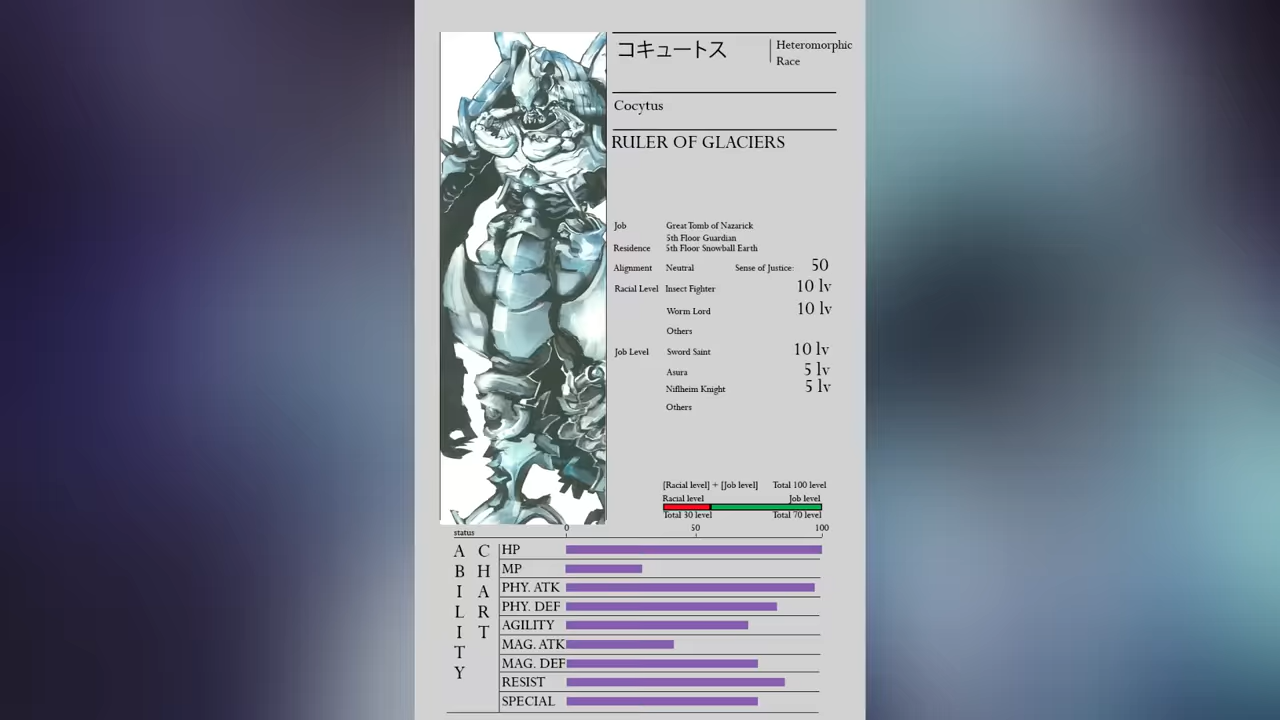 コキュートス
Heteromorphic
Race
Cocytus
RULER OF GLACIERS
Job Great Tomb of Nazarick
5th Floor Guardian
Residence 5th Floor Snowball Earth
Alignment Neutral Sense of Justice: 50
Racial Level Insect Fighter 10 lv
Worm Lord 10 lv
Others
Job Level Sword Saint 10 lv
Asura 5 lv
Niflheim Knight 5 lv
Others
[Racial level] + [Job level] Total 100 level
Racial level Job level
Total 30 level Total 70 level
status 0 50 100
ABILITY
CHART
HP
MP
PHY. ATK
PHY. DEF
AGILITY
MAG. ATK
MAG. DEF
RESIST
SPECIAL